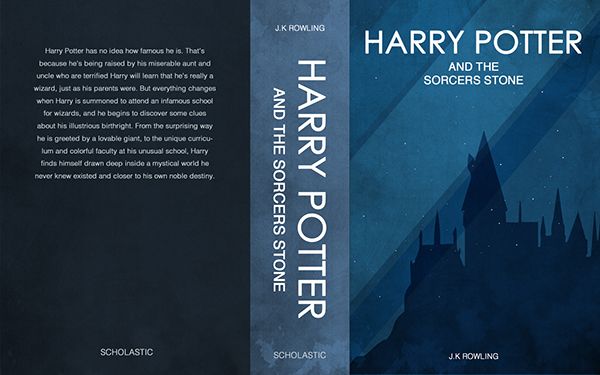 Harry Potter has no idea how famous he is. That's
because he's being raised by his miserable aunt and
uncle who are terrified Harry will learn that he's really a
wizard, just as his parents were. But everything changes
when Harry is summoned to attend an infamous school
for wizards, and he begins to discover some clues
about his illustrious birthright. From the surprising way
he is greeted by a lovable giant, to the unique curricu-
lum and colorful faculty at his unusual school, Harry
finds himself drawn deep inside a mystical world he
never knew existed and closer to his own noble destiny.
SCHOLASTIC
J.K ROWLING
HARRY POTTER
AND THE SORCERS STONE
SCHOLASTIC
HARRY POTTER
AND THE
SORCERS STONE
J.K ROWLING